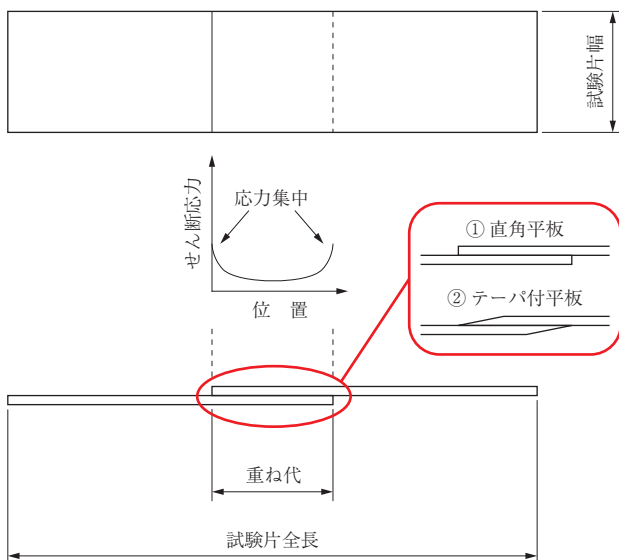 試験片幅
せん断応力
応力集中
位 置
① 直角平板
② テーパ付平板
重ね代
試験片全長